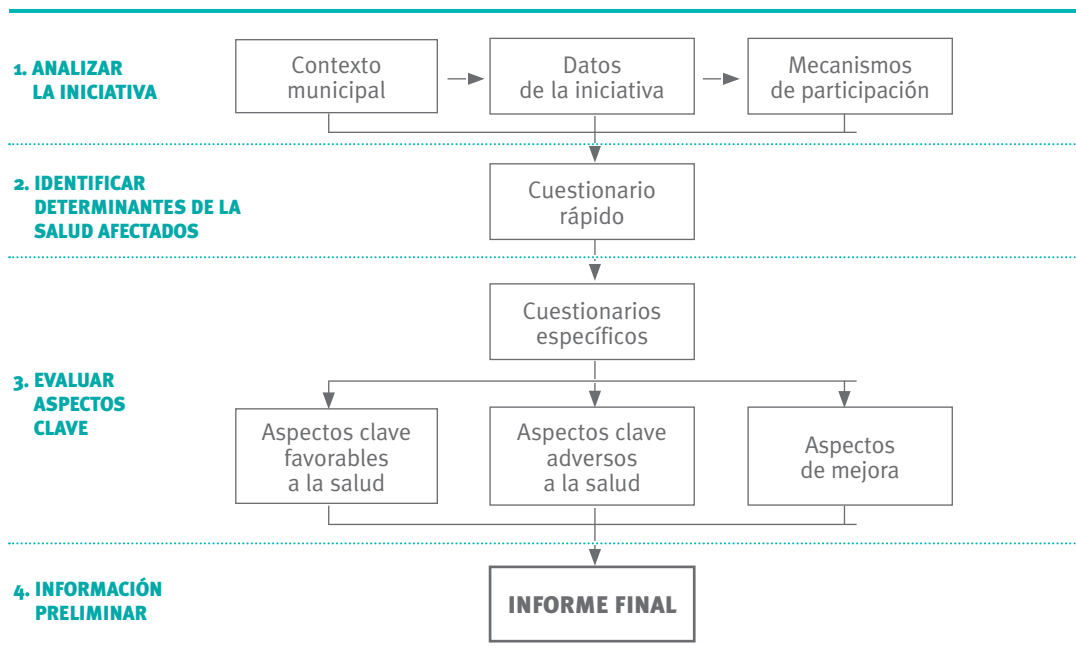 1. ANALIZAR
LA INICIATIVA
Contexto
municipal
Datos
de la iniciativa
Mecanismos
de participación
2. IDENTIFICAR
DETERMINANTES DE LA
SALUD AFECTADOS
Cuestionario
rápido
3. EVALUAR
ASPECTOS
CLAVE
Cuestionarios
específicos
Aspectos clave
favorables
a la salud
Aspectos clave
adversos
a la salud
Aspectos
de mejora
4. INFORMACIÓN
PRELIMINAR
INFORME FINAL